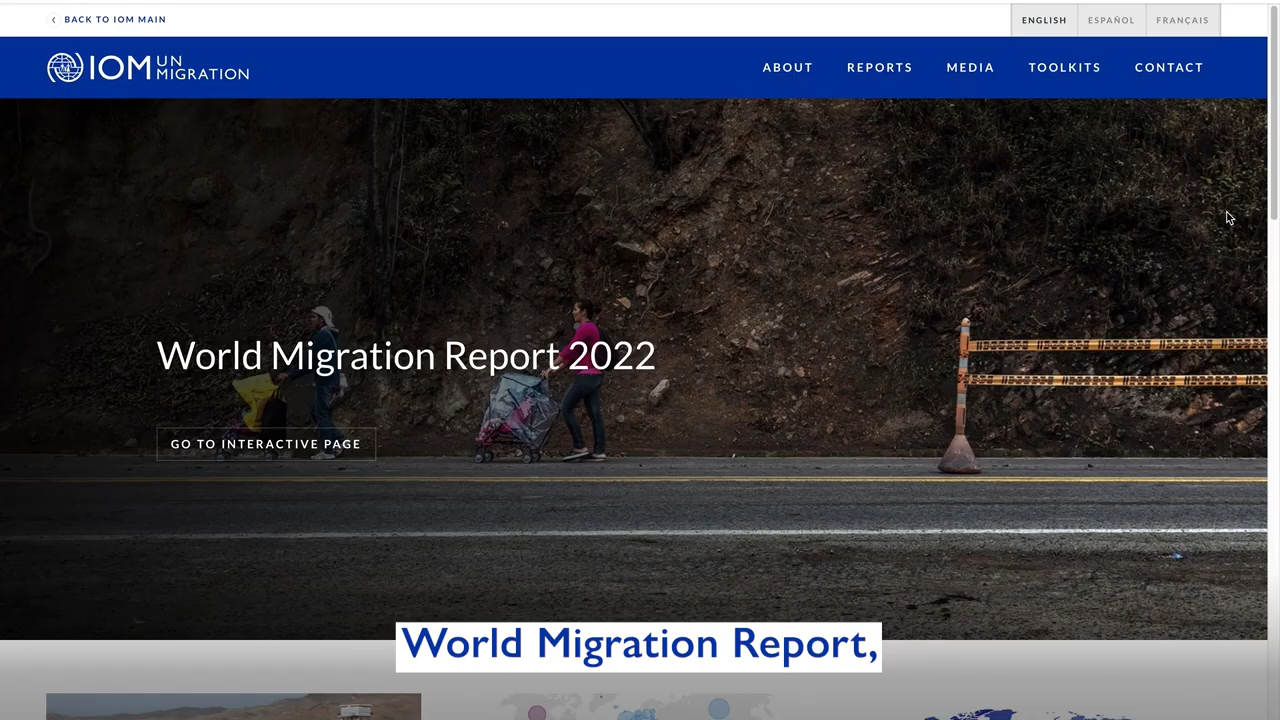 BACK TO IOM MAIN
ENGLISH
ESPAÑOL
FRANÇAIS
IOM UN MIGRATION
ABOUT
REPORTS
MEDIA
TOOLKITS
CONTACT
World Migration Report 2022
GO TO INTERACTIVE PAGE
World Migration Report,